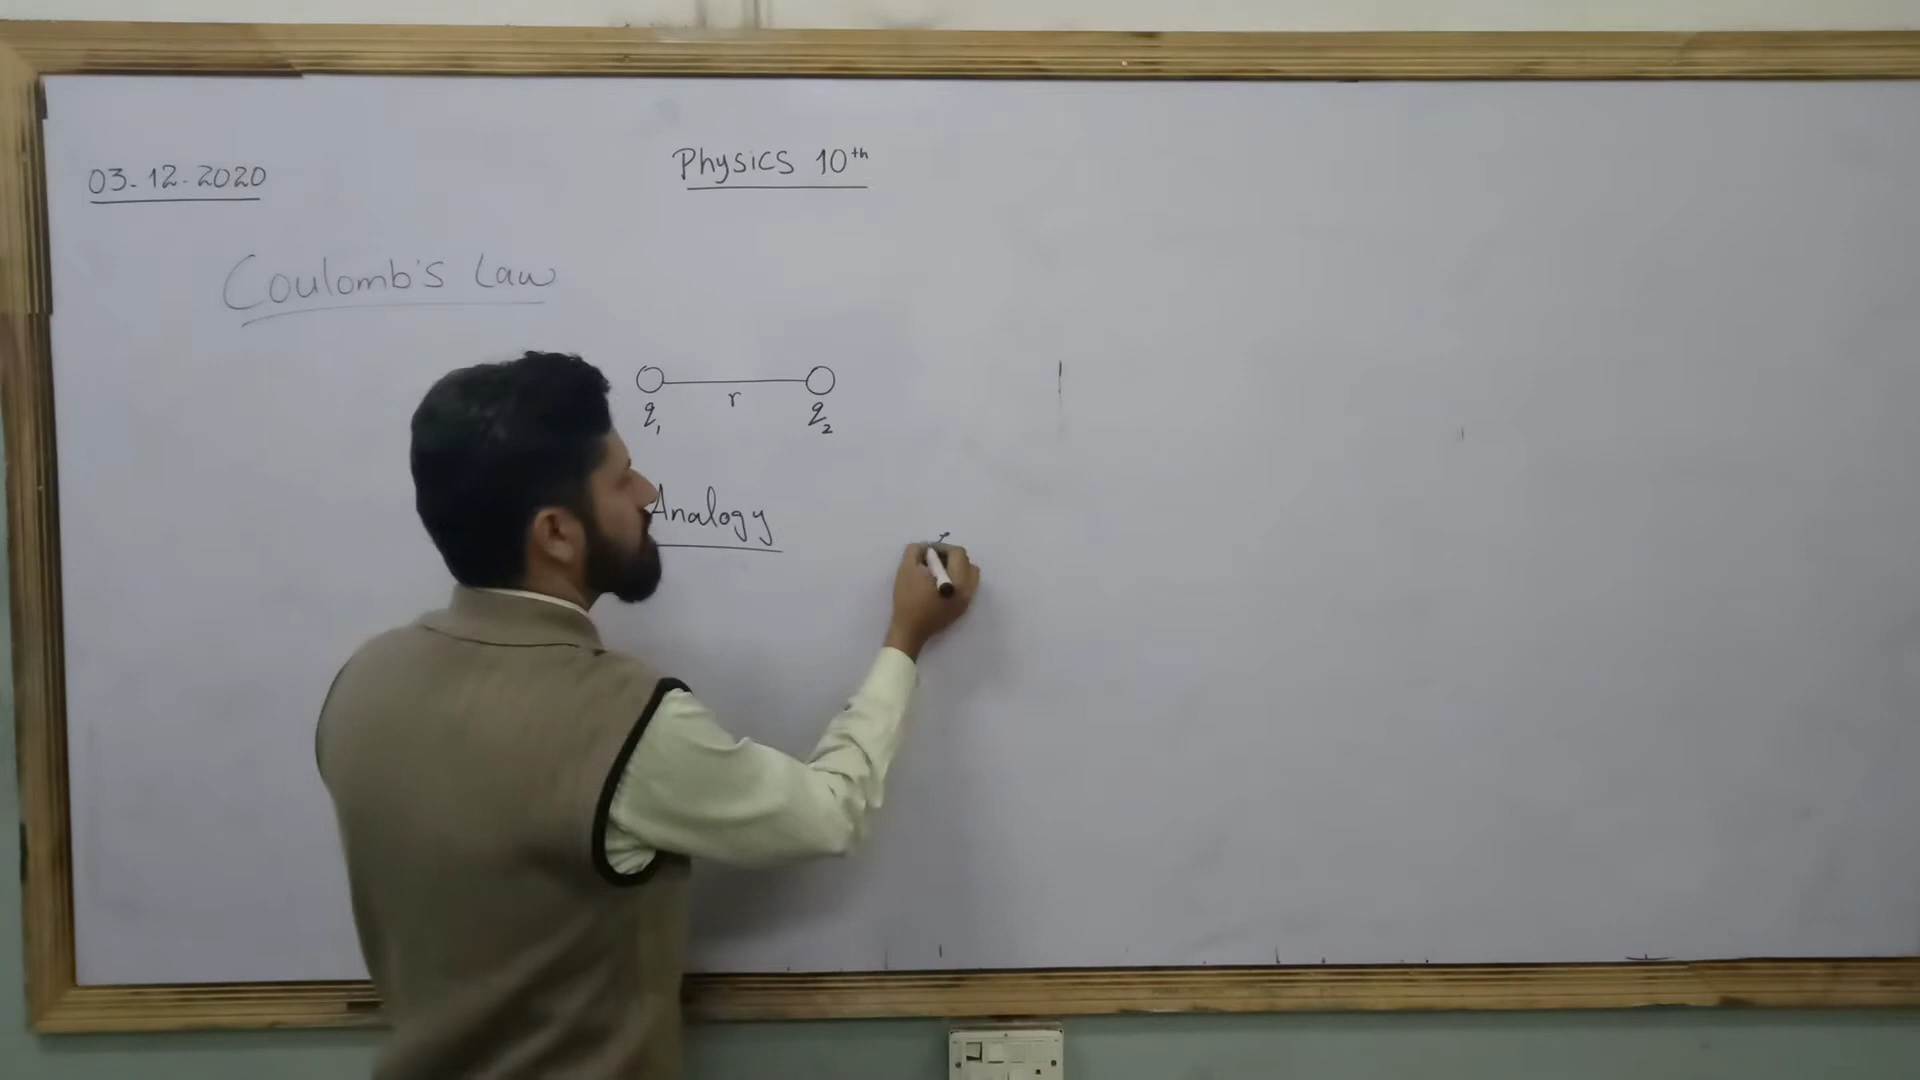 Physics 10th
03.12.2020
Coulomb's Law
r
q1 q2
Analogy